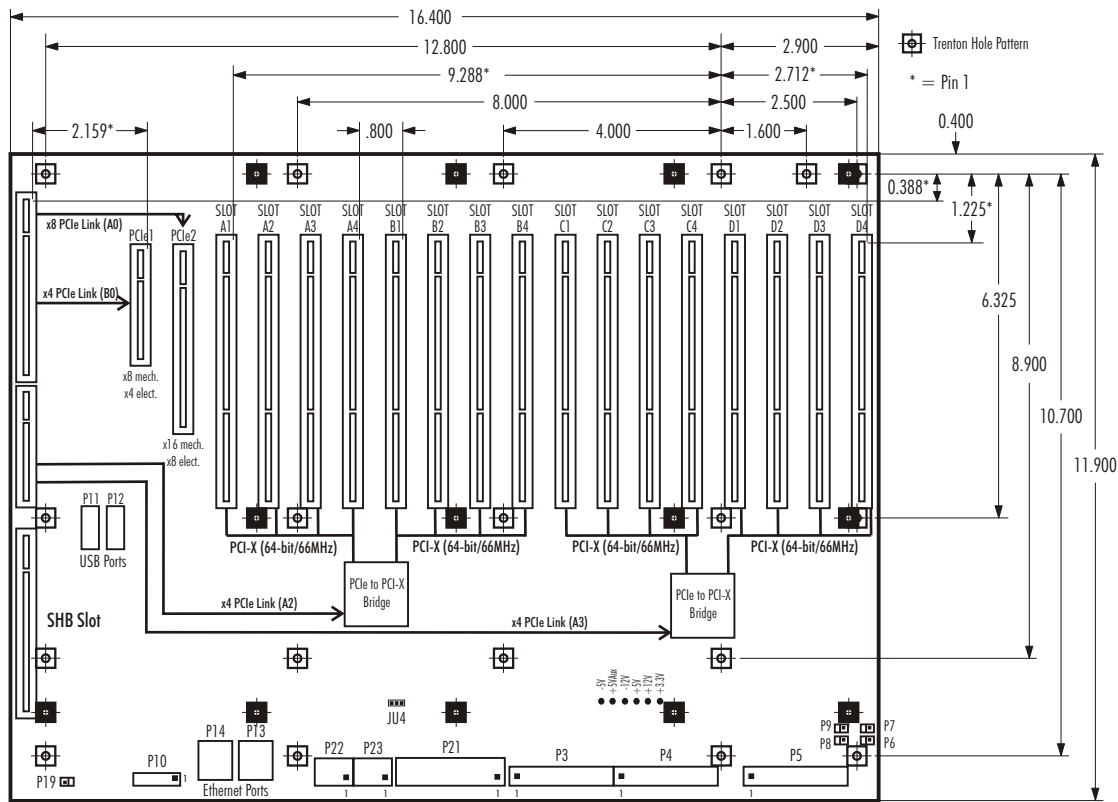 16.400
12.800
2.900
Trenton Hole Pattern
9.288*
2.712*
* = Pin 1
8.000
2.500
2.159*
.800
4.000
1.600
0.400
0.388*
1.225*
x8 PCIe Link (A0)
PCIe1
PCIe2
SLOT A1
SLOT A2
SLOT A3
SLOT A4
SLOT B1
SLOT B2
SLOT B3
SLOT B4
SLOT C1
SLOT C2
SLOT C3
SLOT C4
SLOT D1
SLOT D2
SLOT D3
SLOT D4
x4 PCIe Link (B0)
6.325
8.900
x8 mech.
x4 elect.
10.700
x16 mech.
x8 elect.
11.900
P11
P12
USB Ports
PCI-X (64-bit/66MHz)
PCI-X (64-bit/66MHz)
PCI-X (64-bit/66MHz)
PCI-X (64-bit/66MHz)
PCIe to PCI-X
Bridge
PCIe to PCI-X
Bridge
x4 PCIe Link (A2)
SHB Slot
x4 PCIe Link (A3)
-5V
+5VAux
-12V
+5V
+12V
+3.3V
JU4
P14
P13
P9
P7
P8
P6
P19
P10
1
Ethernet Ports
P22
1
P23
1
P21
1
P3
1
P4
1
P5
1